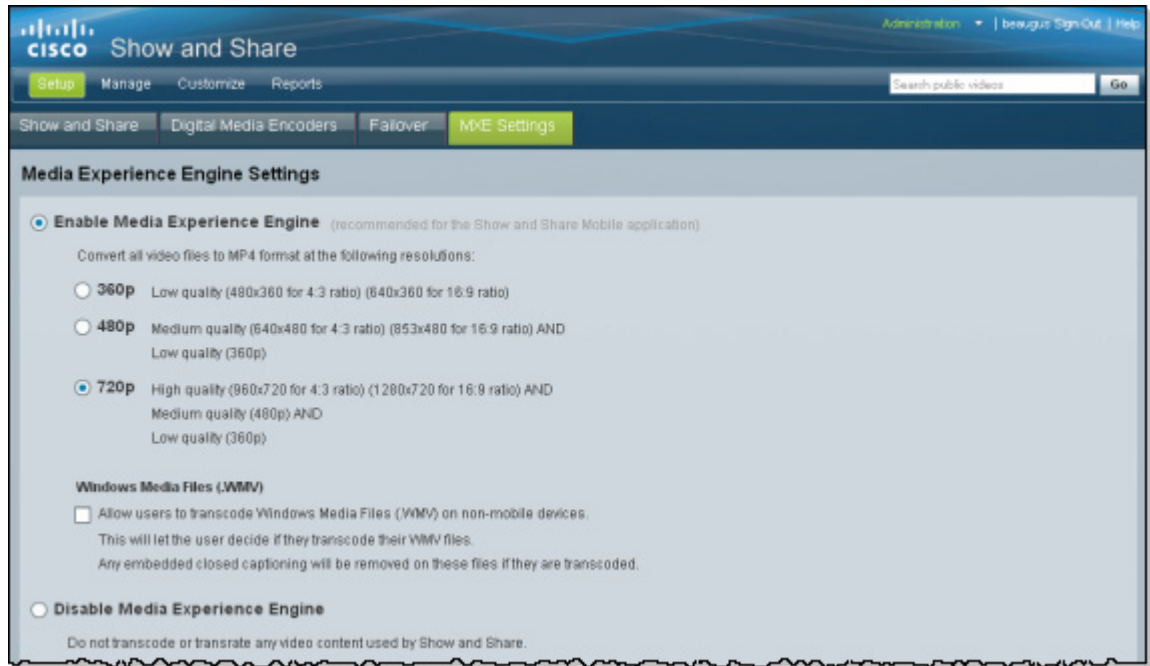 Administration | beaugus Sign Out | Help
CISCO Show and Share
Setup Manage Customize Reports Search public videos Go
Show and Share Digital Media Encoders Failover MXE Settings
Media Experience Engine Settings
Enable Media Experience Engine (recommended for the Show and Share Mobile application)
Convert all video files to MP4 format at the following resolutions:
360p Low quality (480x360 for 4:3 ratio) (640x360 for 16:9 ratio)
480p Medium quality (640x480 for 4:3 ratio) (853x480 for 16:9 ratio) AND
Low quality (360p)
720p High quality (960x720 for 4:3 ratio) (1280x720 for 16:9 ratio) AND
Medium quality (480p) AND
Low quality (360p)
Windows Media Files (.WMV)
Allow users to transcode Windows Media Files (.WMV) on non-mobile devices.
This will let the user decide if they transcode their WMV files.
Any embedded closed captioning will be removed on these files if they are transcoded.
Disable Media Experience Engine
Do not transcode or transrate any video content used by Show and Share.